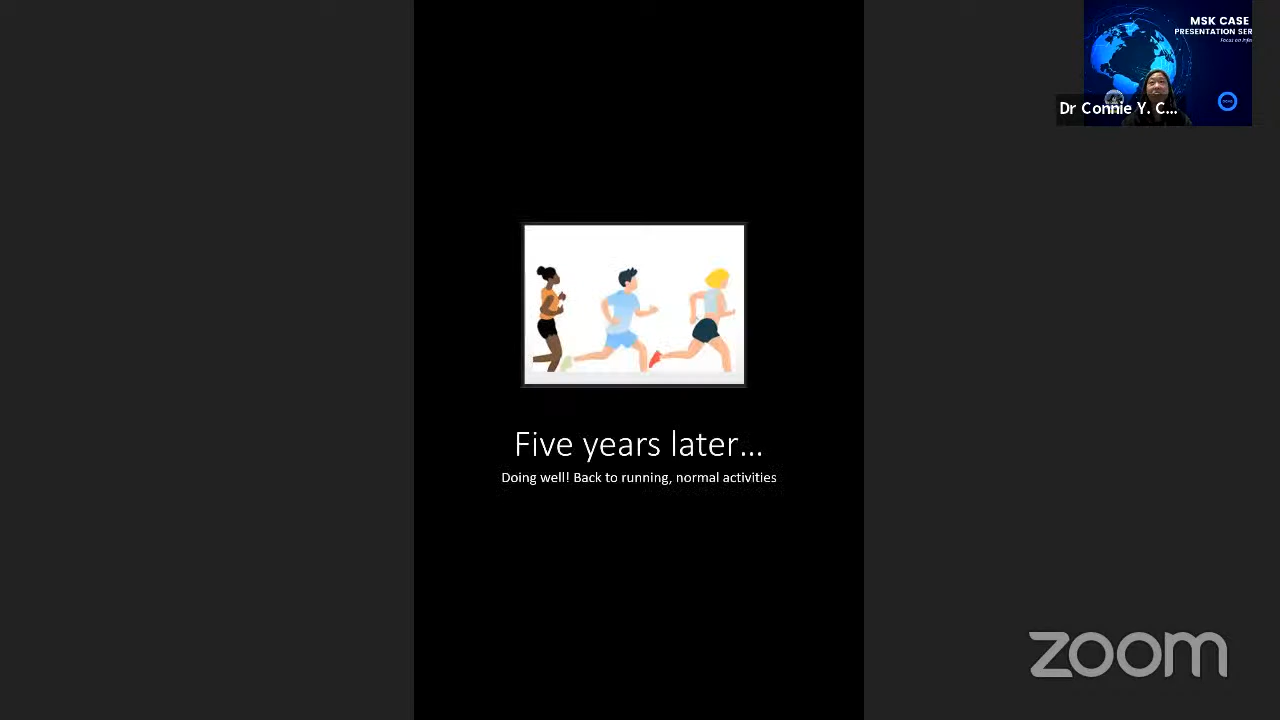 MSK CASE
PRESENTATION SER
Dr Connie Y. C...
Five years later...
Doing well! Back to running, normal activities
zoom